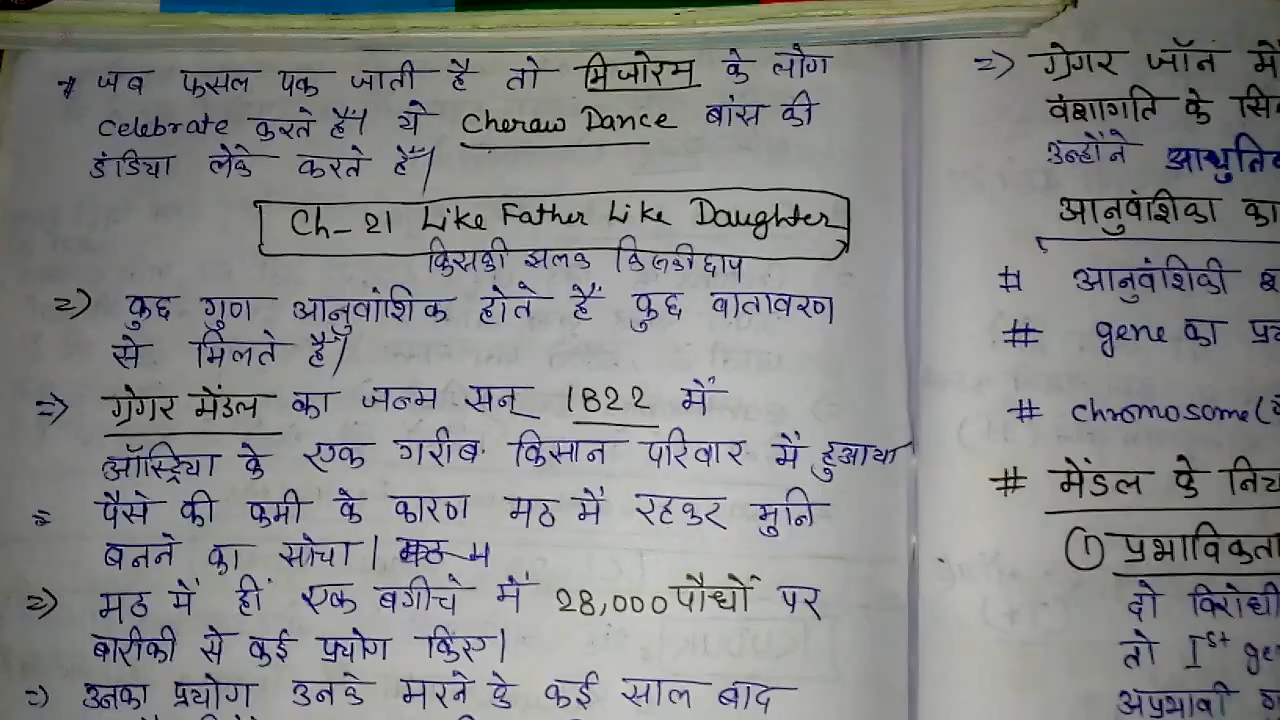 जब फसल पक जाती है तो मिजोरम के लोग
celebrate करते हैं। ये Cheraw Dance बांस की
डंडिया लेके करते हैं।
Ch-21 Like Father Like Daughter
किसकी झलक किसकी छाप
=> कुछ गुण आनुवांशिक होते हैं कुछ वातावरण
से मिलते हैं।
=> ग्रेगर मेंडल का जन्म सन् 1822 में
ऑस्ट्रिया के एक गरीब किसान परिवार में हुआ था
=> पैसे की कमी के कारण मठ में रहकर मुनि
बनने का सोचा।
=> मठ में हीं एक बगीचे में 28,000 पौधों पर
बारीकी से कई प्रयोग किए।
=> उनका प्रयोग उनके मरने के कई साल बाद
=> ग्रेगर जॉन में
वंशागति के सि
उन्होंने आधुनि
आनुवंशिका का
# आनुवंशिकी श
# gene का प्र
# chromosome(
# मेंडल के निय
① प्रभाविकता
दो विरोधी
तो Ist ge
अप्रभावी